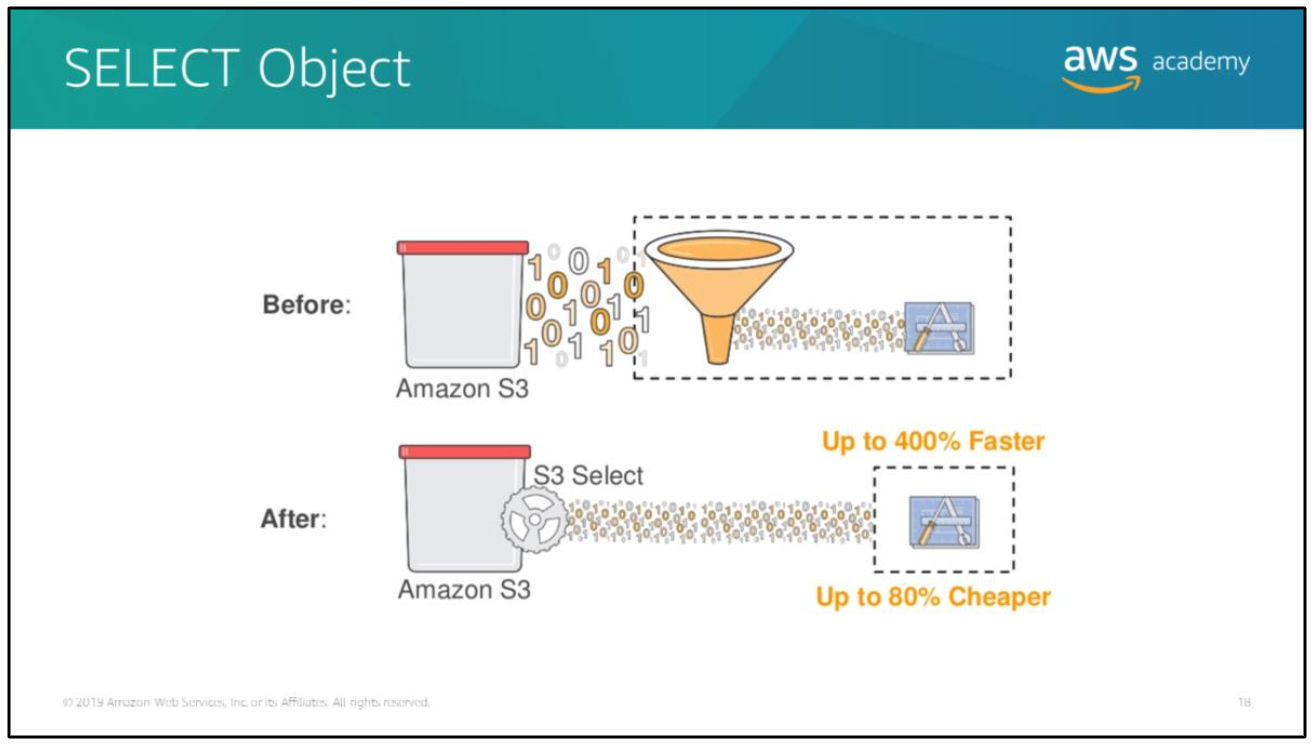 SELECT Object
aws academy
Before:
Amazon S3
Up to 400% Faster
S3 Select
After:
Amazon S3
Up to 80% Cheaper
© 2019 Amazon Web Services, Inc. or its Affiliates. All rights reserved.
18